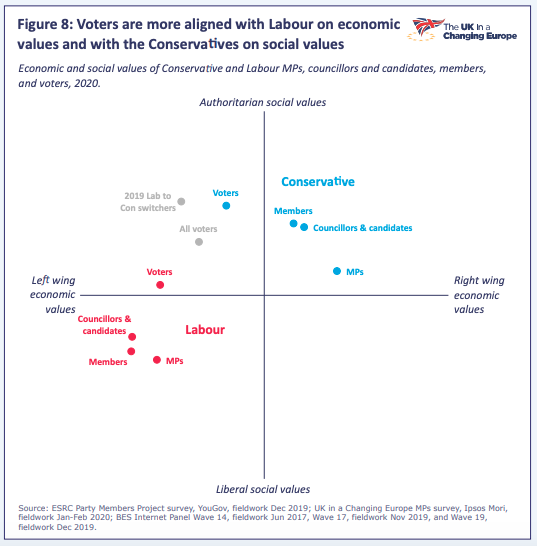 Figure 8: Voters are more aligned with Labour on economic
values and with the Conservatives on social values
The UK in a
Changing Europe
Economic and social values of Conservative and Labour MPs, councillors and candidates, members,
and voters, 2020.
Authoritarian social values
Conservative
2019 Lab to
Con switchers
Voters
Members
Councillors & candidates
All voters
Voters
MPs
Left wing
economic
values
Right wing
economic
values
Councillors &
candidates
Labour
Members
MPs
Liberal social values
Source: ESRC Party Members Project survey, YouGov, fieldwork Dec 2019; UK in a Changing Europe MPs survey, Ipsos Mori,
fieldwork Jan-Feb 2020; BES Internet Panel Wave 14, fieldwork Jun 2017, Wave 17, fieldwork Nov 2019, and Wave 19,
fieldwork Dec 2019.